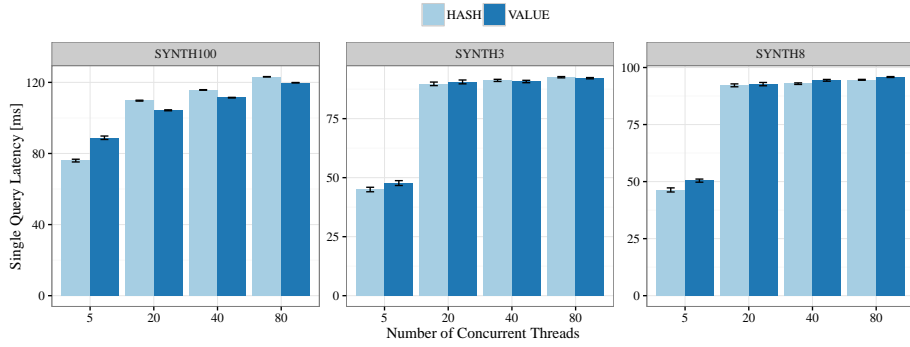 HASH VALUE
SYNTH100 SYNTH3 SYNTH8
Single Query Latency [ms]
120
80
40
0
5 20 40 80
75
50
25
0
5 20 40 80
100
75
50
25
0
5 20 40 80
Number of Concurrent Threads